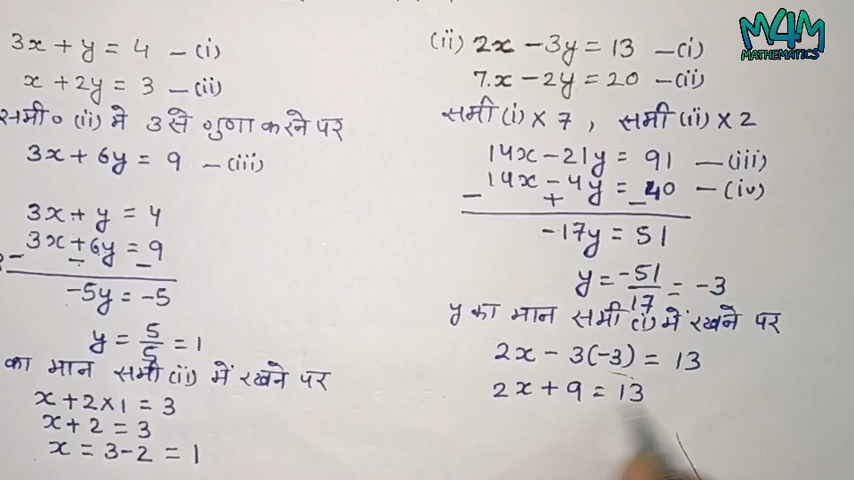 3x + y = 4 – (i)
x + 2y = 3 – (ii)
समी० (ii) मे 3 से गुणा करने पर
3x + 6y = 9 – (iii)
3x + y = 4
3x + 6y = 9
– – –
-5y = -5
y = 5/5 = 1
का मान समी (ii) में रखने पर
x + 2 × 1 = 3
x + 2 = 3
x = 3 - 2 = 1
(ii) 2x - 3y = 13 – (i)
7x - 2y = 20 – (ii)
समी (i) × 7 , समी (ii) × 2
14x - 21y = 91 – (iii)
14x - 4y = 40 – (iv)
– + –
-17y = 51
y = -51/17 = -3
y का मान समी (i) में रखने पर
2x - 3(-3) = 13
2x + 9 = 13
M4M
MATHEMATICS